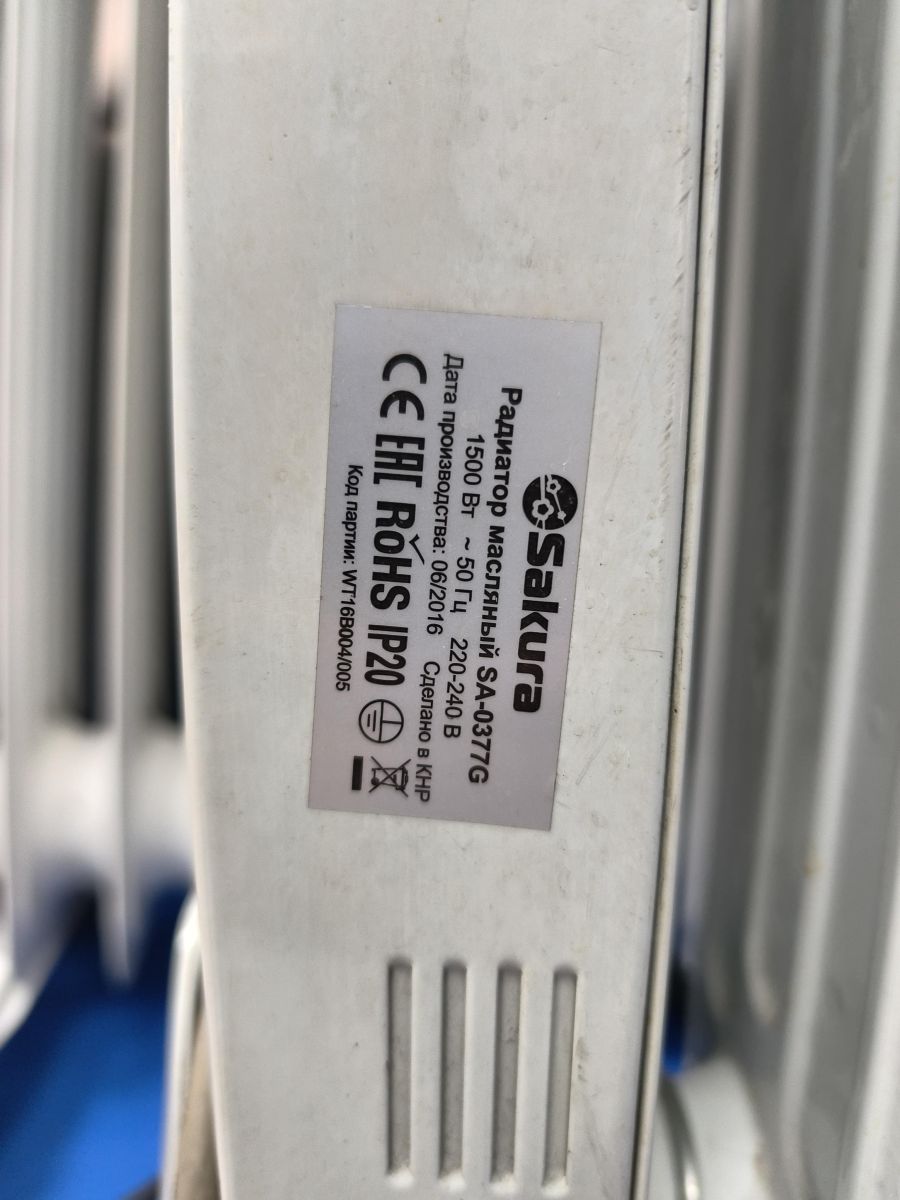 Sakura
Радиатор масляный SA-0377G
1500 Вт ~ 50 Гц 220-240 В
Дата производства: 06/2016 Сделано в КНР
CE EAC RoHS IP20
Код партии: WT16B004/005